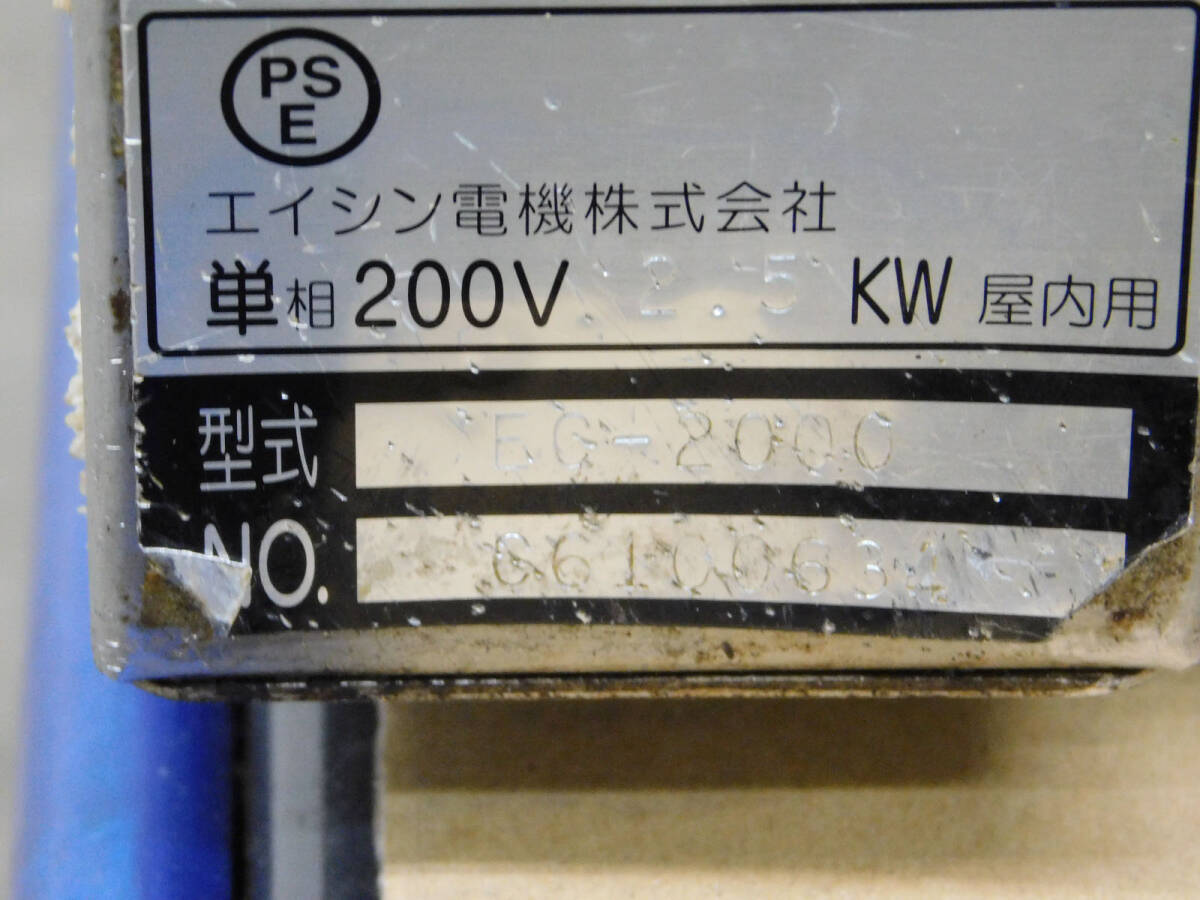 PS
E
エイシン電機株式会社
単相200V 2.5 KW 屋内用
型式 EG-2000
NO.